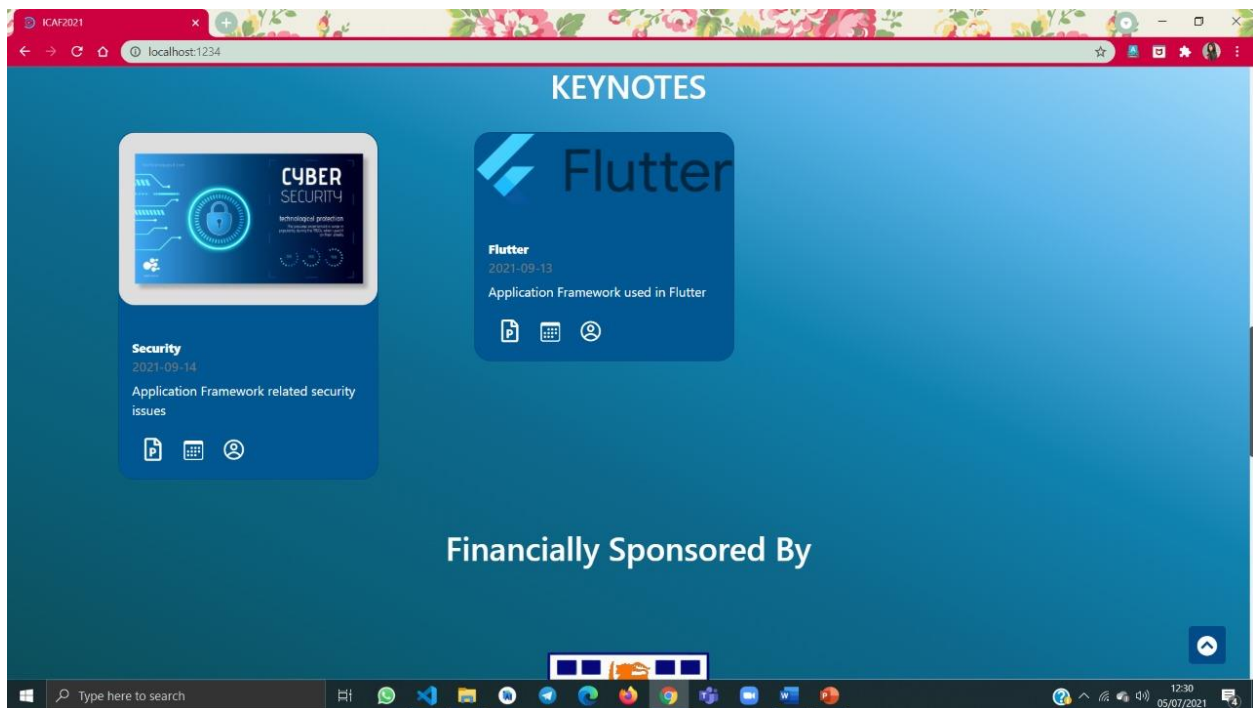 ICAF2021
localhost:1234
KEYNOTES
CYBER
SECURITY
technological protection
Security
2021-09-14
Application Framework related security
issues
P
Flutter
Flutter
2021-09-13
Application Framework used in Flutter
P
Financially Sponsored By
Type here to search
12:30
05/07/2021
4